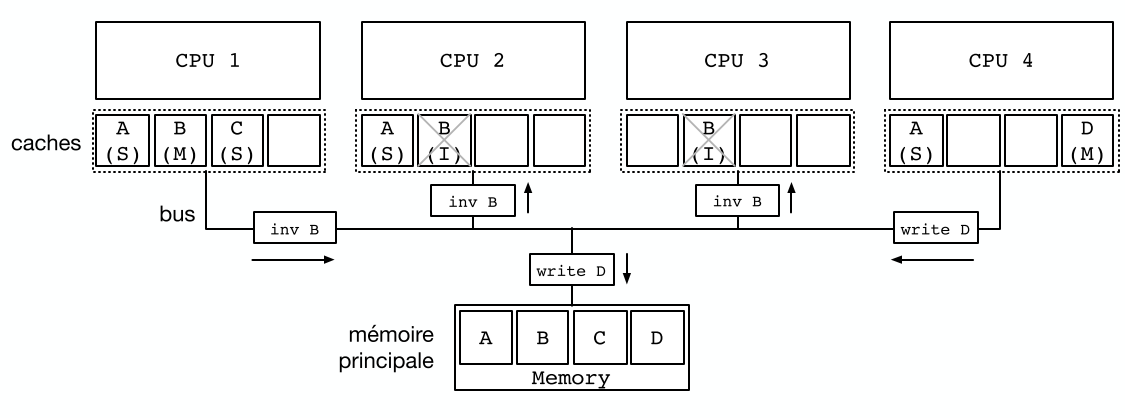 CPU 1 CPU 2 CPU 3 CPU 4
caches
A B C A B B A D
(S) (M) (S) (S) (I) (I) (S) (M)
inv B inv B
bus
inv B write D
write D
mémoire
principale
A B C D
Memory